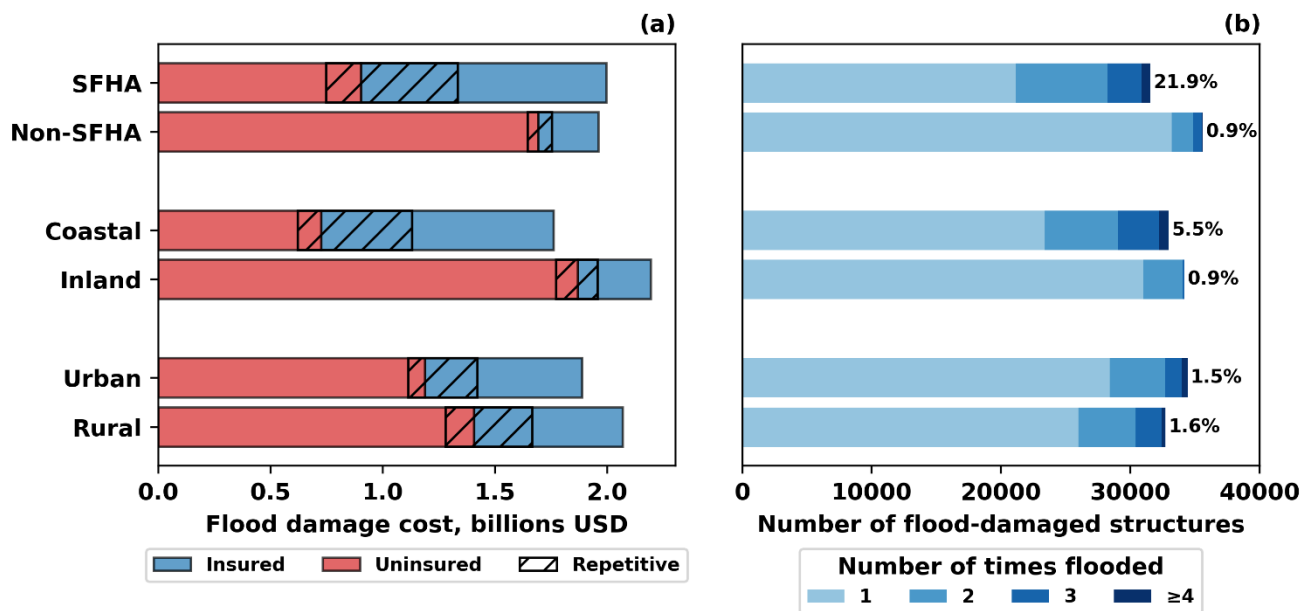 (a)
(b)
SFHA
21.9%
Non-SFHA
0.9%
Coastal
5.5%
Inland
0.9%
Urban
1.5%
Rural
1.6%
0.0 0.5 1.0 1.5 2.0
0 10000 20000 30000 40000
Flood damage cost, billions USD
Number of flood-damaged structures
Insured Uninsured Repetitive
Number of times flooded
1 2 3 ≥4